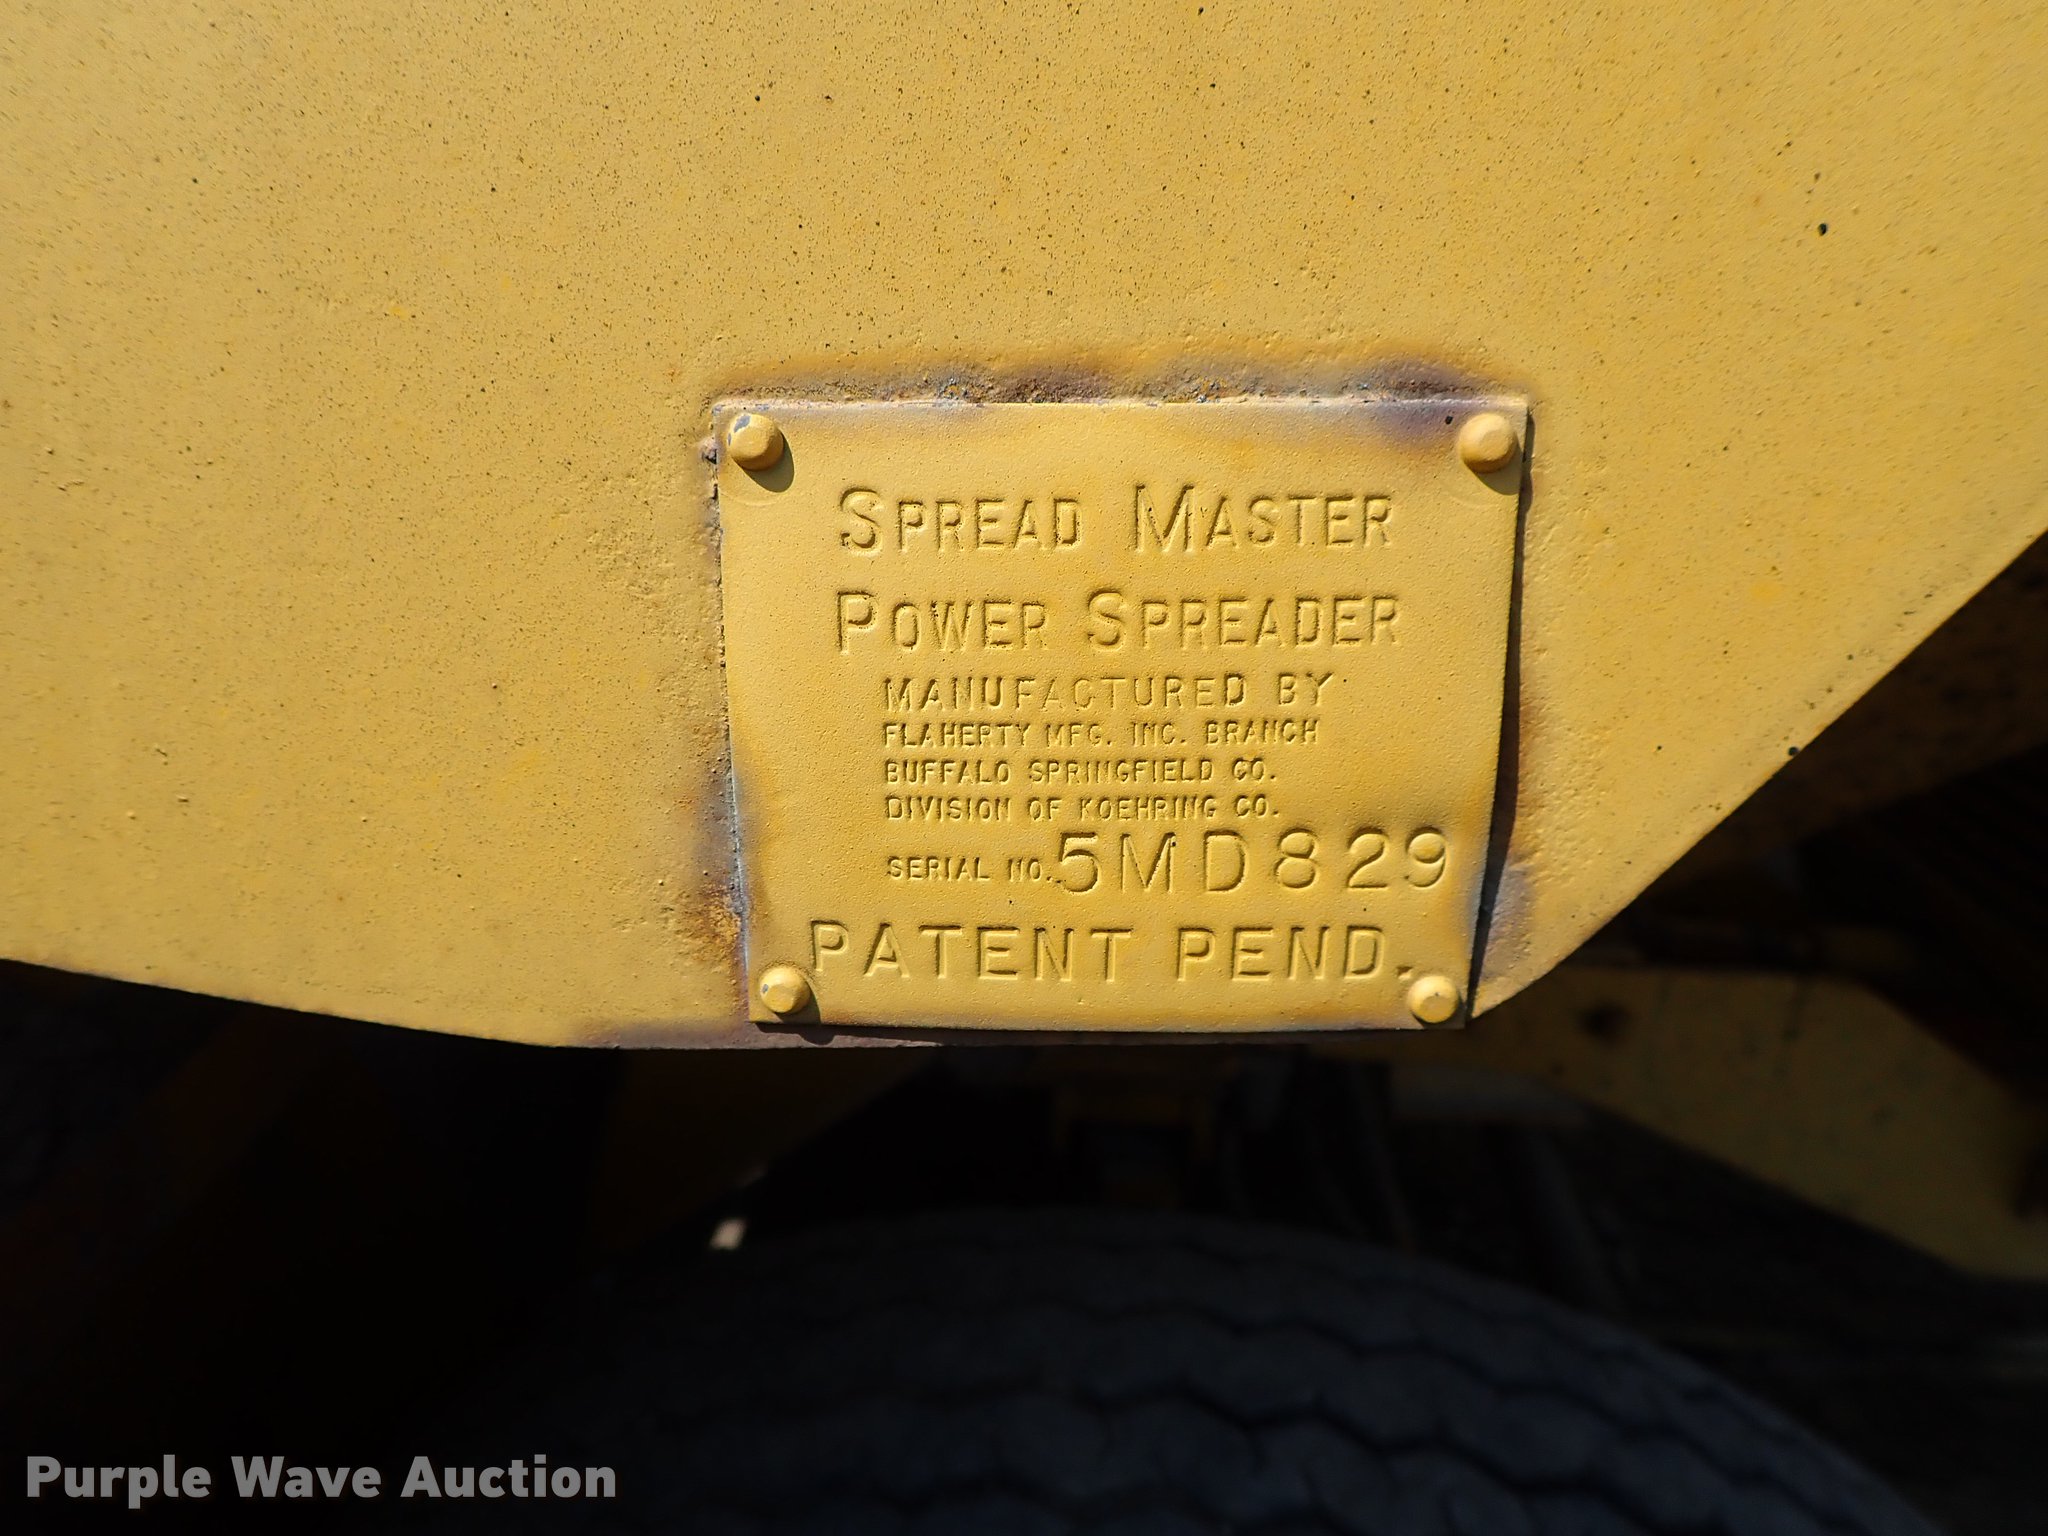 SPREAD MASTER
POWER SPREADER
MANUFACTURED BY
FLAHERTY MFG. INC. BRANCH
BUFFALO SPRINGFIELD CO.
DIVISION OF KOEHRING CO.
SERIAL NO. 5MD829
PATENT PEND.
Purple Wave Auction